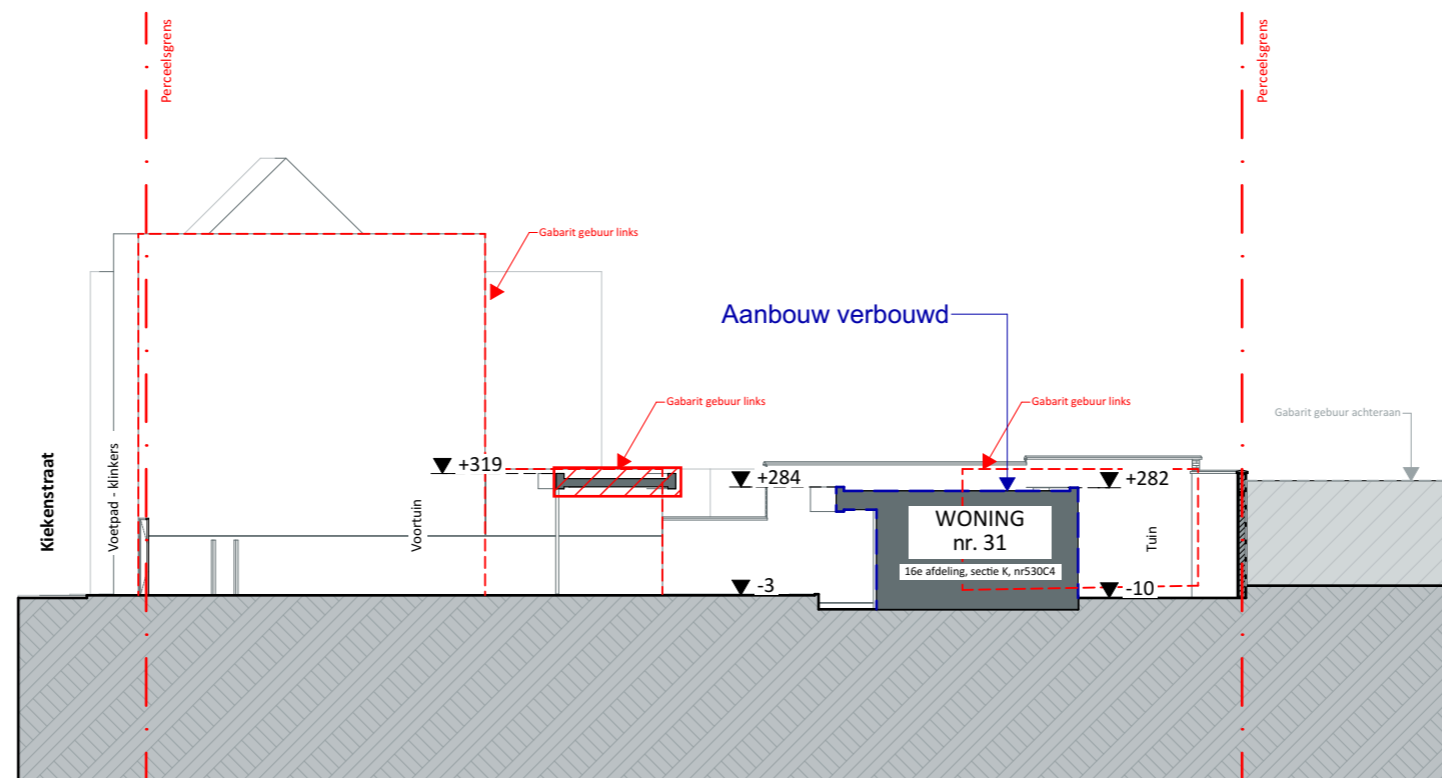 Perceelsgrens
Perceelsgrens
Gabarit gebuur links
Aanbouw verbouwd
Gabarit gebuur links
Gabarit gebuur links
Gabarit gebuur achteraan
Kiekenstraat
Voetpad - klinkers
Voortuin
+319
+284
+282
WONING
nr. 31
16e afdeling, sectie K, nr530C4
Tuin
-3
-10